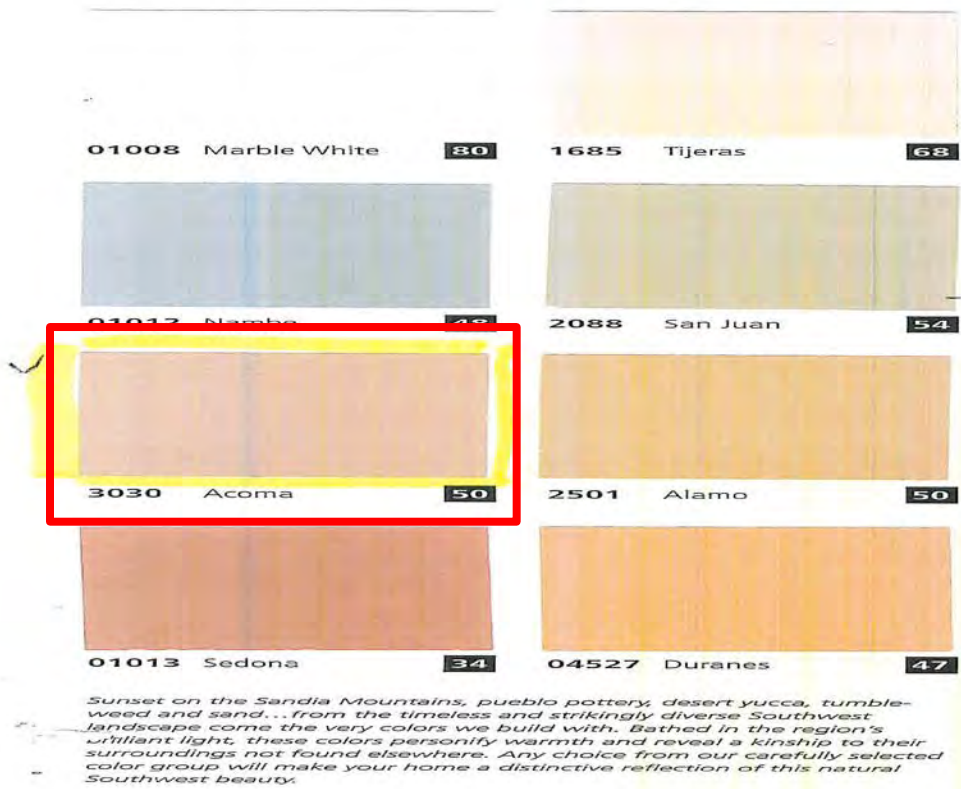 01008 Marble White 80
1685 Tijeras 68
01012 Nambe 48
2088 San Juan 54
3030 Acoma 50
2501 Alamo 50
01013 Sedona 34
04527 Duranes 47
Sunset on the Sandia Mountains, pueblo pottery, desert yucca, tumble-
weed and sand...from the timeless and strikingly diverse Southwest
landscape come the very colors we build with. Bathed in the region's
brilliant light, these colors personify warmth and reveal a kinship to their
surroundings not found elsewhere. Any choice from our carefully selected
color group will make your home a distinctive reflection of this natural
Southwest beauty.